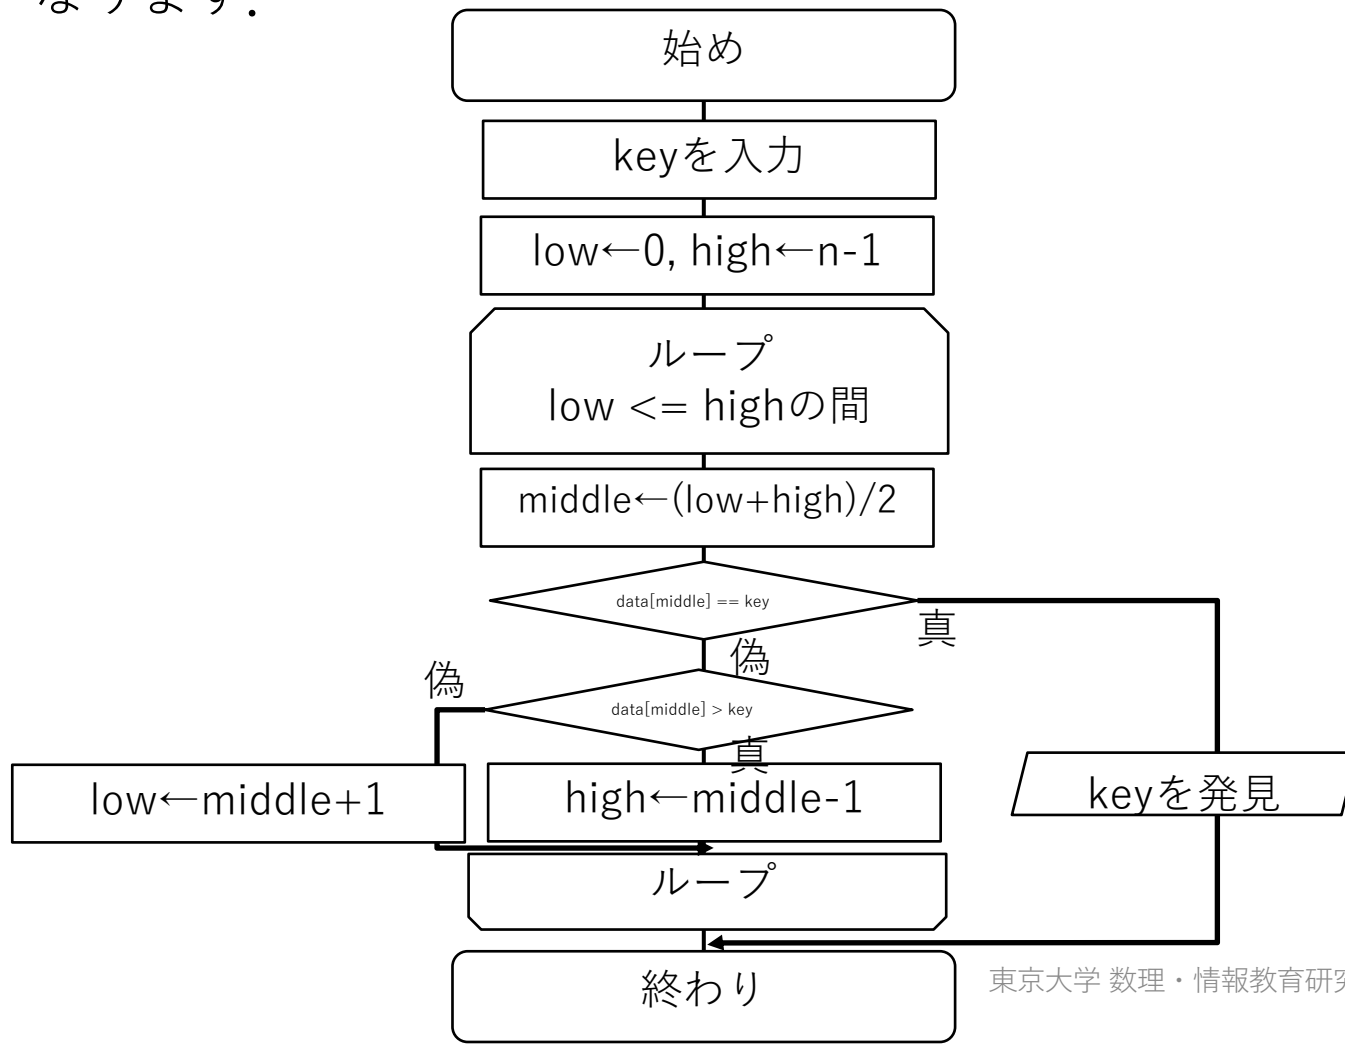 なります.
始め
keyを入力
low←0, high←n-1
ループ
low <= highの間
middle←(low+high)/2
data[middle] == key
真
偽
偽
data[middle] > key
真
low←middle+1
high←middle-1
keyを発見
ループ
終わり
東京大学 数理・情報教育研究